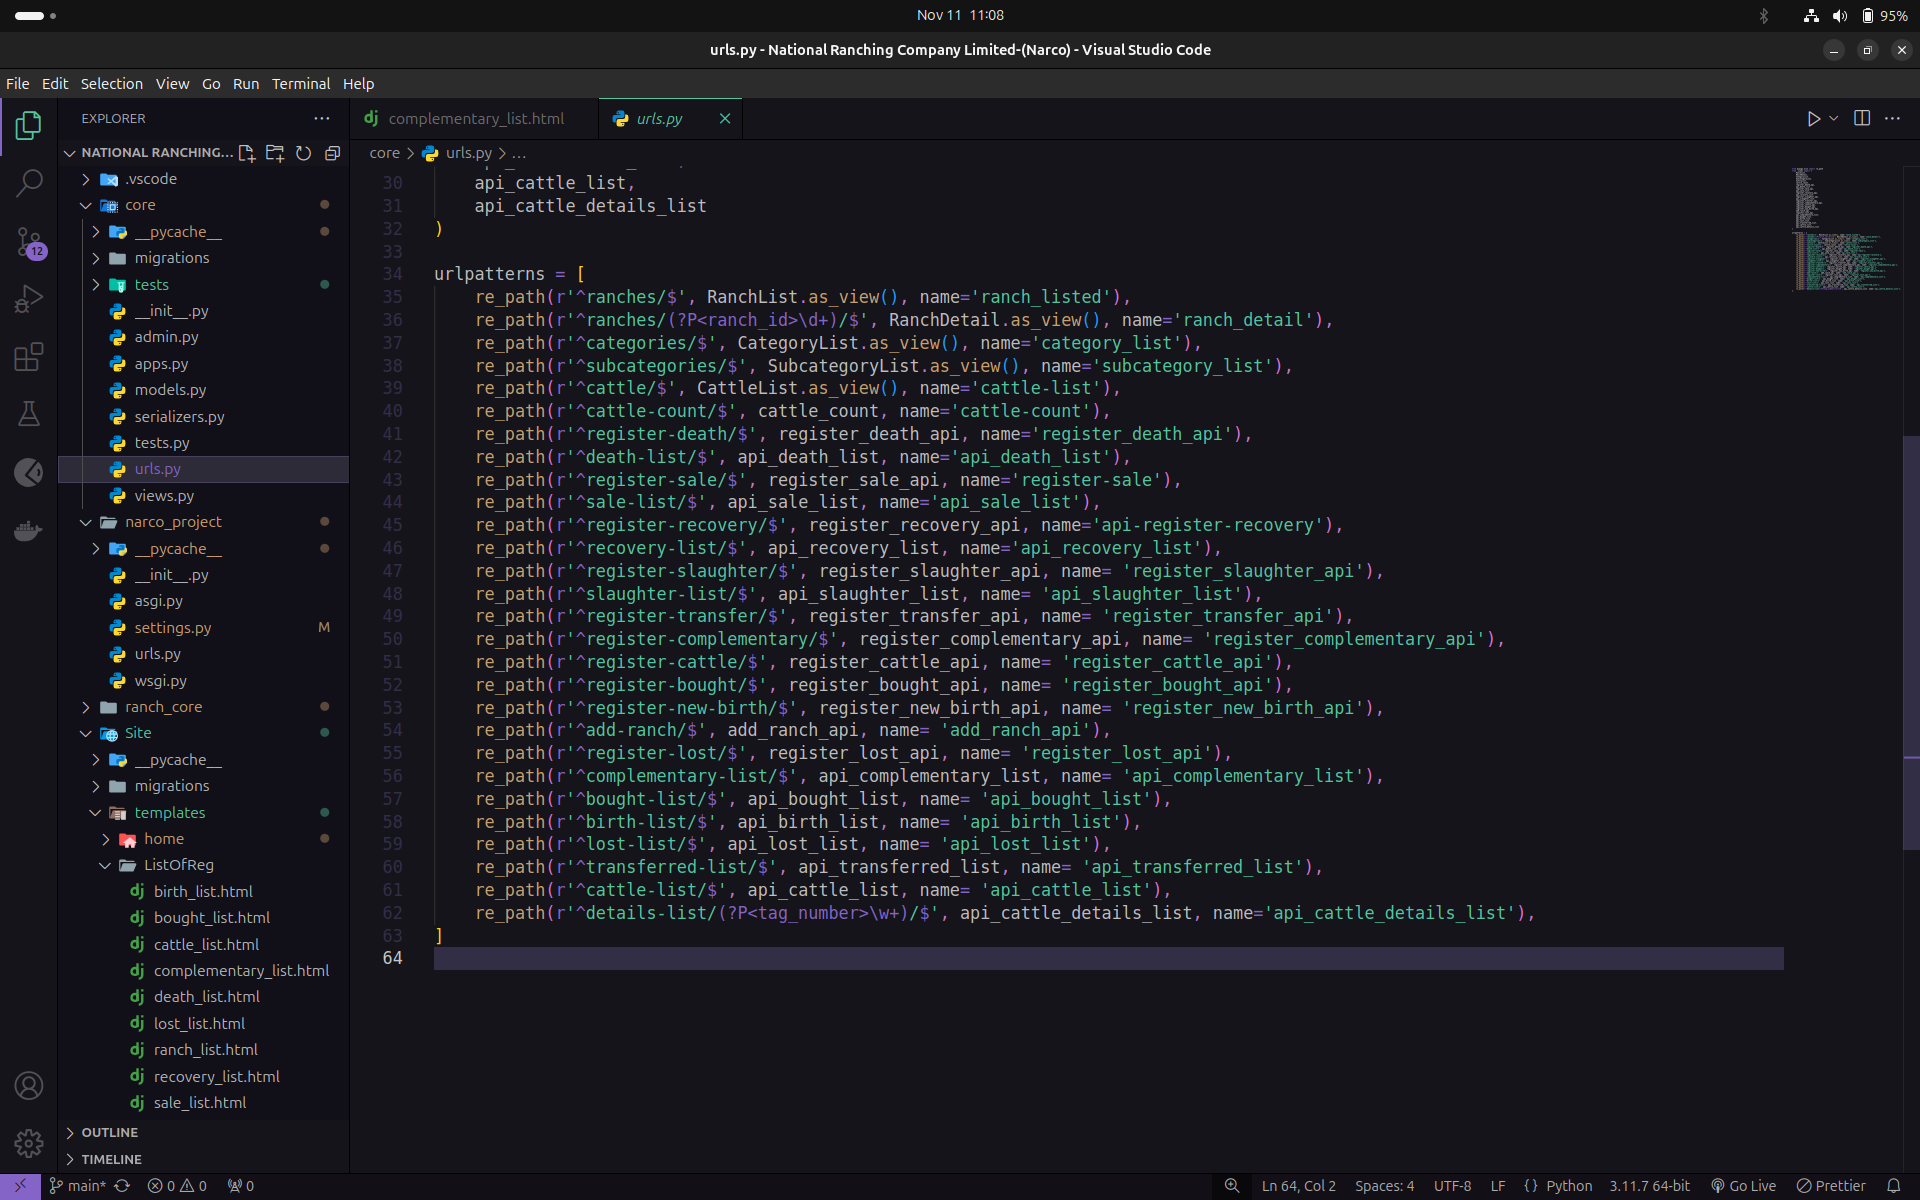 Nov 11 11:08
95%
urls.py - National Ranching Company Limited-(Narco) - Visual Studio Code
File Edit Selection View Go Run Terminal Help
EXPLORER
NATIONAL RANCHING...
.vscode
core
__pycache__
migrations
tests
__init__.py
admin.py
apps.py
models.py
serializers.py
tests.py
urls.py
views.py
narco_project
__pycache__
__init__.py
asgi.py
settings.py M
urls.py
wsgi.py
ranch_core
Site
__pycache__
migrations
templates
home
ListOfReg
birth_list.html
bought_list.html
cattle_list.html
complementary_list.html
death_list.html
lost_list.html
ranch_list.html
recovery_list.html
sale_list.html
OUTLINE
TIMELINE
12
complementary_list.html
urls.py
core > urls.py > ...
30 api_cattle_list,
31 api_cattle_details_list
32 )
33
34 urlpatterns = [
35 re_path(r'^ranches/$', RanchList.as_view(), name='ranch_listed'),
36 re_path(r'^ranches/(?P<ranch_id>\d+)/$', RanchDetail.as_view(), name='ranch_detail'),
37 re_path(r'^categories/$', CategoryList.as_view(), name='category_list'),
38 re_path(r'^subcategories/$', SubcategoryList.as_view(), name='subcategory_list'),
39 re_path(r'^cattle/$', CattleList.as_view(), name='cattle-list'),
40 re_path(r'^cattle-count/$', cattle_count, name='cattle-count'),
41 re_path(r'^register-death/$', register_death_api, name='register_death_api'),
42 re_path(r'^death-list/$', api_death_list, name='api_death_list'),
43 re_path(r'^register-sale/$', register_sale_api, name='register-sale'),
44 re_path(r'^sale-list/$', api_sale_list, name='api_sale_list'),
45 re_path(r'^register-recovery/$', register_recovery_api, name='api-register-recovery'),
46 re_path(r'^recovery-list/$', api_recovery_list, name='api_recovery_list'),
47 re_path(r'^register-slaughter/$', register_slaughter_api, name= 'register_slaughter_api'),
48 re_path(r'^slaughter-list/$', api_slaughter_list, name= 'api_slaughter_list'),
49 re_path(r'^register-transfer/$', register_transfer_api, name= 'register_transfer_api'),
50 re_path(r'^register-complementary/$', register_complementary_api, name= 'register_complementary_api'),
51 re_path(r'^register-cattle/$', register_cattle_api, name= 'register_cattle_api'),
52 re_path(r'^register-bought/$', register_bought_api, name= 'register_bought_api'),
53 re_path(r'^register-new-birth/$', register_new_birth_api, name= 'register_new_birth_api'),
54 re_path(r'^add-ranch/$', add_ranch_api, name= 'add_ranch_api'),
55 re_path(r'^register-lost/$', register_lost_api, name= 'register_lost_api'),
56 re_path(r'^complementary-list/$', api_complementary_list, name= 'api_complementary_list'),
57 re_path(r'^bought-list/$', api_bought_list, name= 'api_bought_list'),
58 re_path(r'^birth-list/$', api_birth_list, name= 'api_birth_list'),
59 re_path(r'^lost-list/$', api_lost_list, name= 'api_lost_list'),
60 re_path(r'^transferred-list/$', api_transferred_list, name= 'api_transferred_list'),
61 re_path(r'^cattle-list/$', api_cattle_list, name= 'api_cattle_list'),
62 re_path(r'^details-list/(?P<tag_number>\w+)/$', api_cattle_details_list, name='api_cattle_details_list'),
63 ]
64
main* 0 0 0 Ln 64, Col 2 Spaces: 4 UTF-8 LF {} Python 3.11.7 64-bit Go Live Prettier